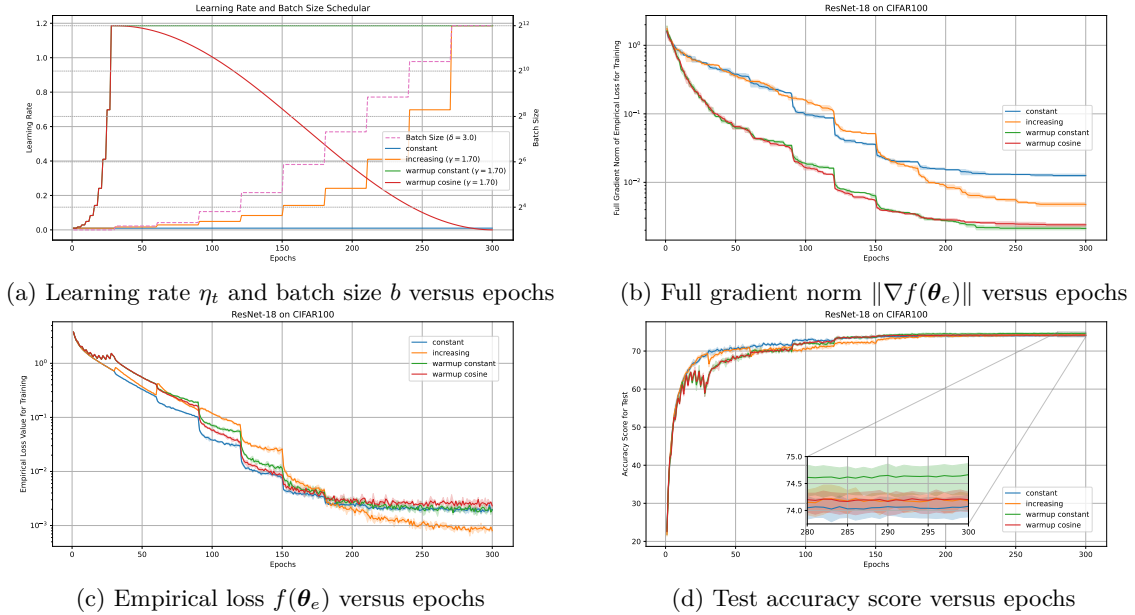 Learning Rate and Batch Size Schedular
1.2
1.0
0.8
0.6
0.4
0.2
0.0
Learning Rate
2^12
2^10
2^8
2^6
2^4
Batch Size
Batch Size (δ = 3.0)
constant
increasing (γ = 1.70)
warmup constant (γ = 1.70)
warmup cosine (γ = 1.70)
0 50 100 150 200 250 300
Epochs
(a) Learning rate η_t and batch size b versus epochs
ResNet-18 on CIFAR100
10^0
10^−1
10^−2
Full Gradient Norm of Empirical Loss for Training
constant
increasing
warmup constant
warmup cosine
0 50 100 150 200 250 300
Epochs
(b) Full gradient norm ‖∇f(θ_e)‖ versus epochs
ResNet-18 on CIFAR100
10^0
10^−1
10^−2
10^−3
Empirical Loss Value for Training
constant
increasing
warmup constant
warmup cosine
0 50 100 150 200 250 300
Epochs
(c) Empirical loss f(θ_e) versus epochs
ResNet-18 on CIFAR100
70
60
50
40
30
20
Accuracy Score for Test
75.0
74.5
74.0
280 285 290 295 300
constant
increasing
warmup constant
warmup cosine
0 50 100 150 200 250 300
Epochs
(d) Test accuracy score versus epochs